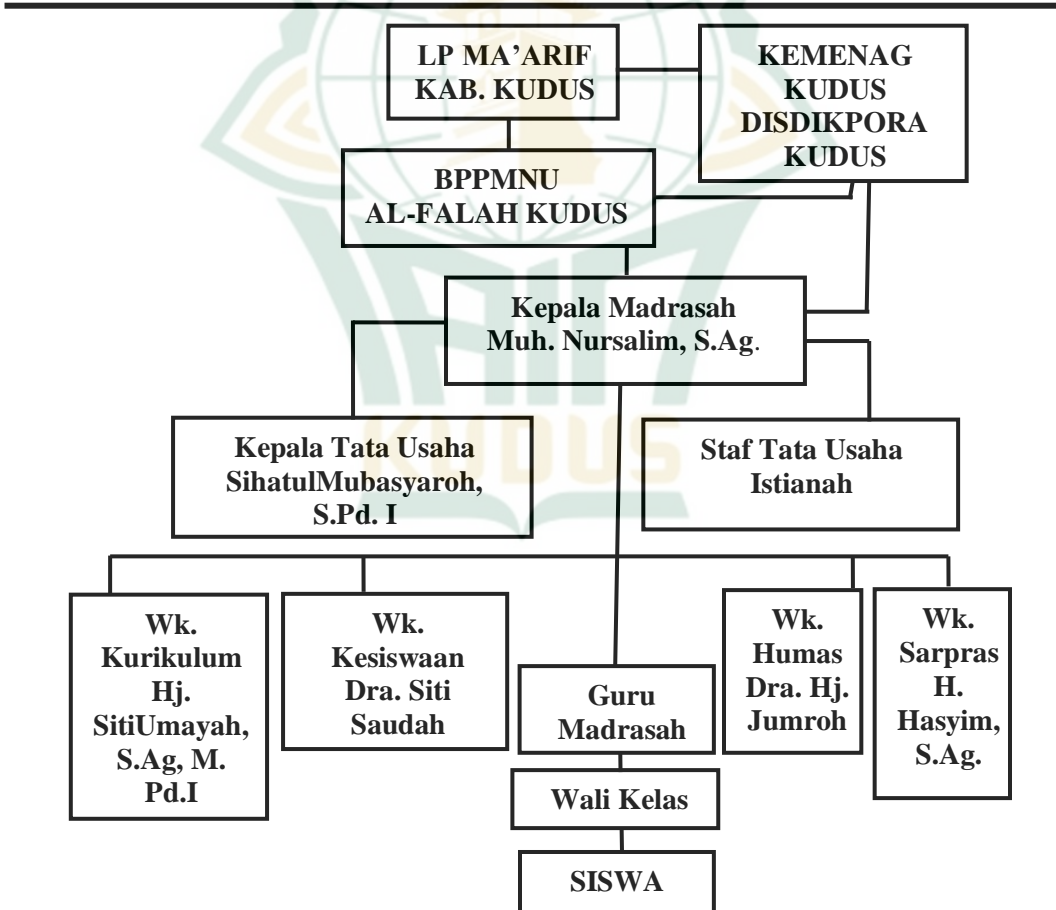 LP MA’ARIF
KAB. KUDUS
KEMENAG
KUDUS
DISDIKPORA
KUDUS
BPPMNU
AL-FALAH KUDUS
Kepala Madrasah
Muh. Nursalim, S.Ag.
Kepala Tata Usaha
SihatulMubasyaroh,
S.Pd. I
Staf Tata Usaha
Istianah
KUDUS
Wk.
Kurikulum
Hj.
SitiUmayah,
S.Ag, M.
Pd.I
Wk.
Kesiswaan
Dra. Siti
Saudah
Guru
Madrasah
Wk.
Humas
Dra. Hj.
Jumroh
Wk.
Sarpras
H.
Hasyim,
S.Ag.
Wali Kelas
SISWA